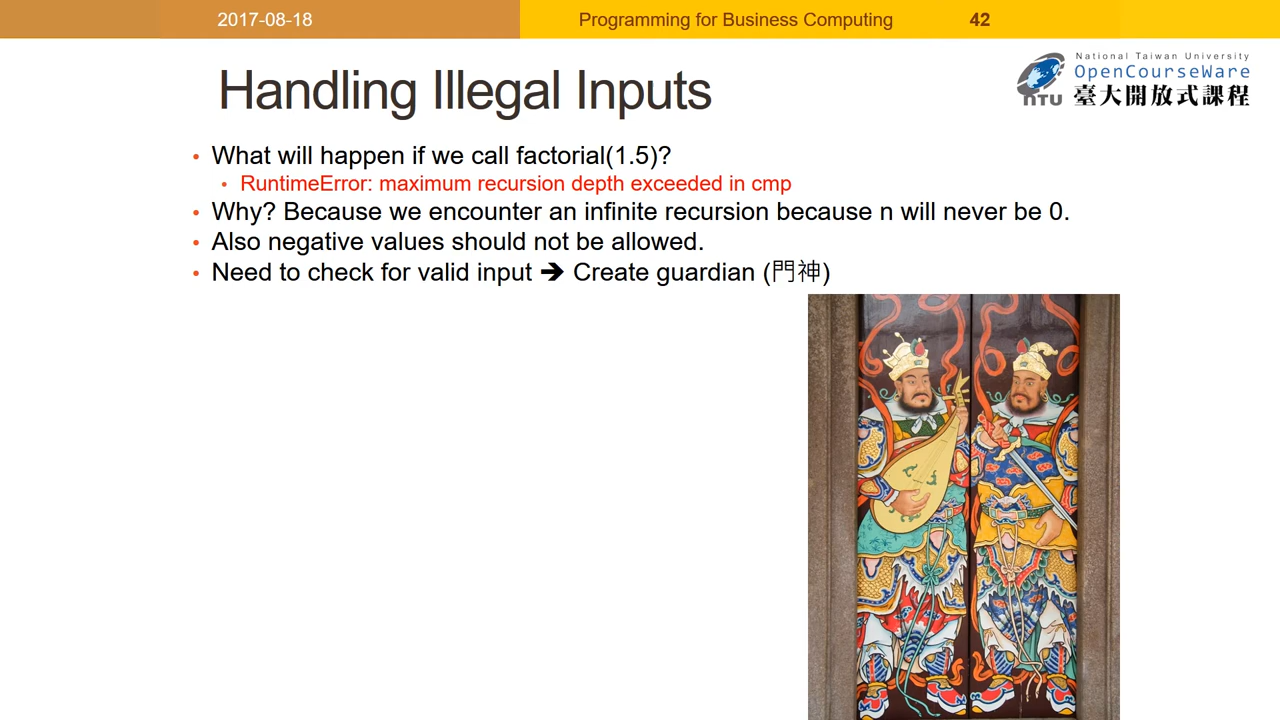 2017-08-18
Programming for Business Computing
42
National Taiwan University
OpenCourseWare
NTU 臺大開放式課程
Handling Illegal Inputs
• What will happen if we call factorial(1.5)?
• RuntimeError: maximum recursion depth exceeded in cmp
• Why? Because we encounter an infinite recursion because n will never be 0.
• Also negative values should not be allowed.
• Need to check for valid input ➔ Create guardian (門神)